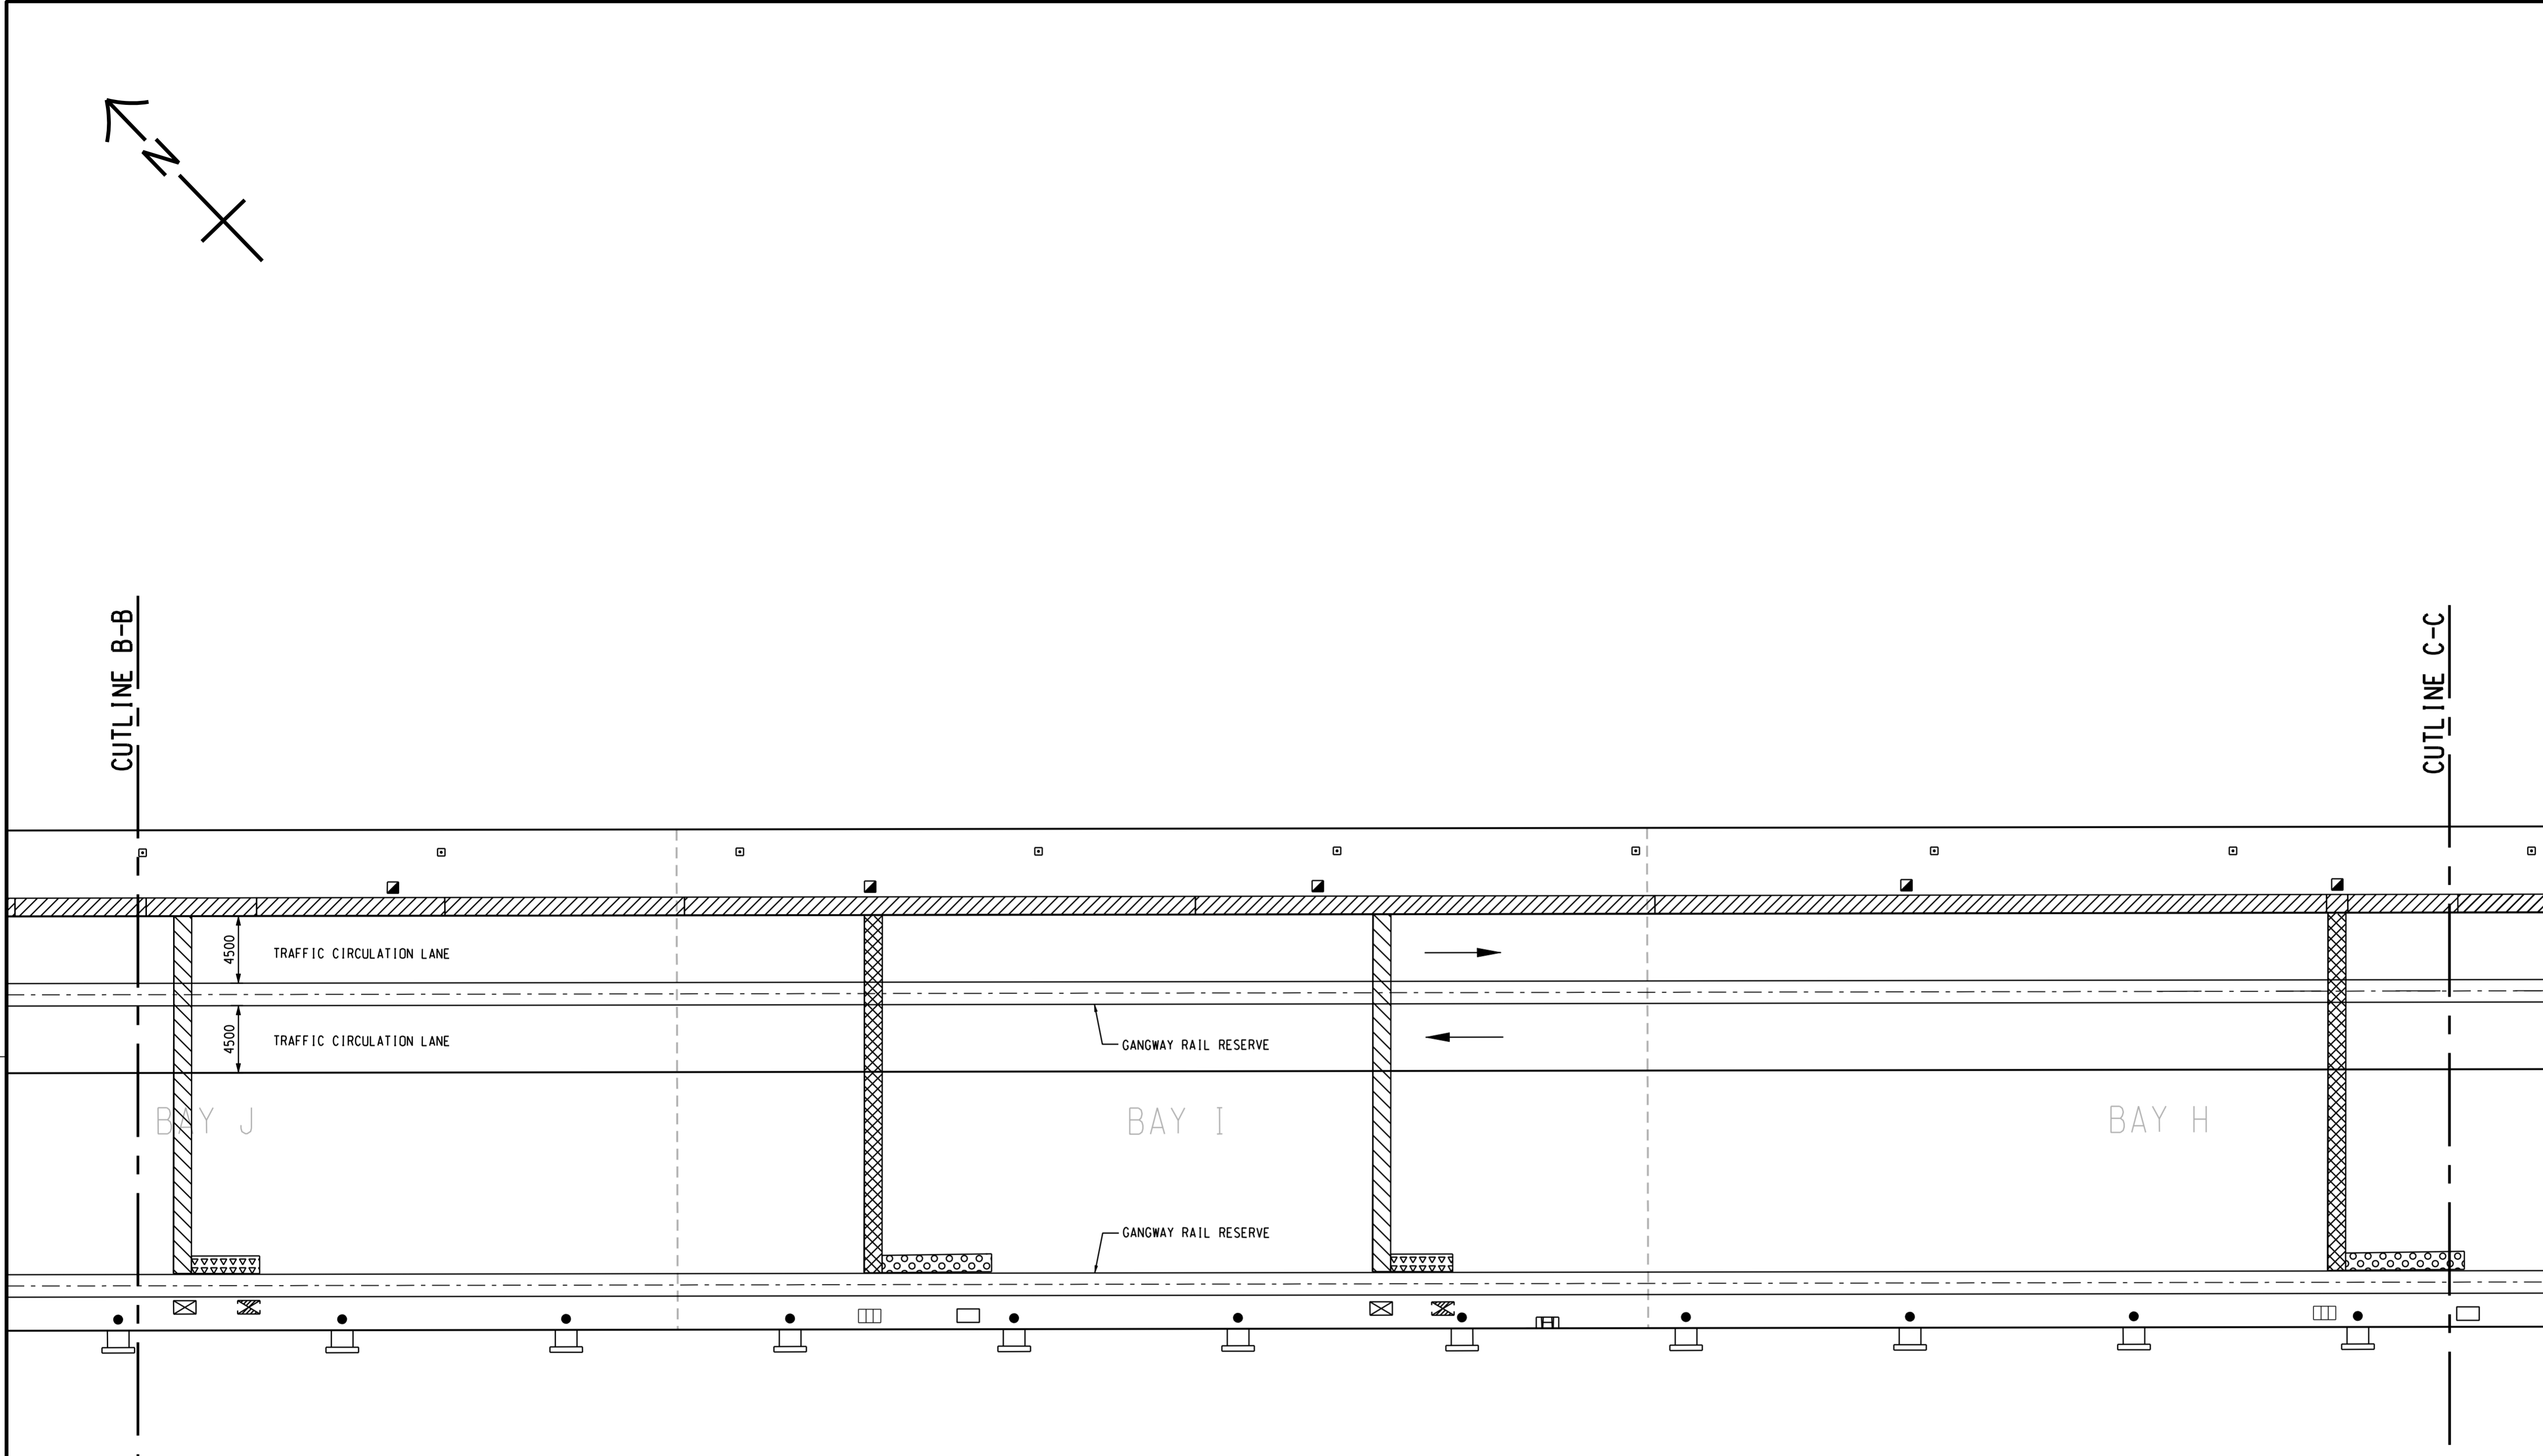 N
CUTLINE B-B
CUTLINE C-C
4500
TRAFFIC CIRCULATION LANE
4500
TRAFFIC CIRCULATION LANE
GANGWAY RAIL RESERVE
BAY J
BAY I
BAY H
GANGWAY RAIL RESERVE